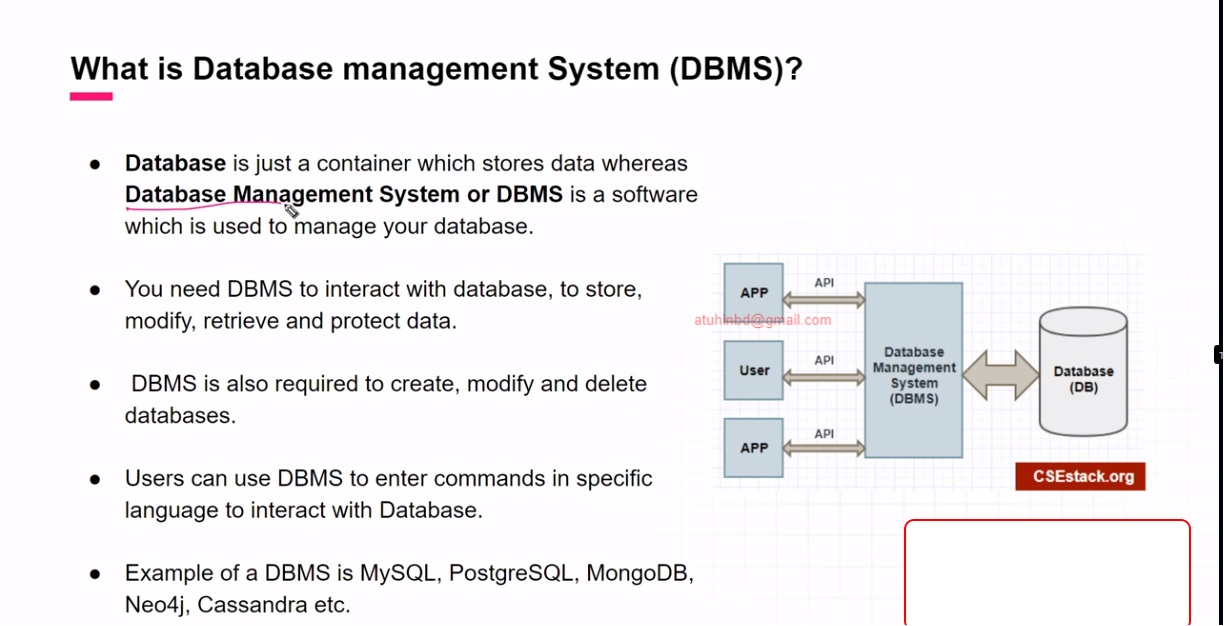 What is Database management System (DBMS)?
● Database is just a container which stores data whereas
Database Management System or DBMS is a software
which is used to manage your database.
● You need DBMS to interact with database, to store,
modify, retrieve and protect data.
● DBMS is also required to create, modify and delete
databases.
● Users can use DBMS to enter commands in specific
language to interact with Database.
● Example of a DBMS is MySQL, PostgreSQL, MongoDB,
Neo4j, Cassandra etc.
APP
API
atuhinbd@gmail.com
User
API
APP
API
Database
Management
System
(DBMS)
Database
(DB)
CSEstack.org